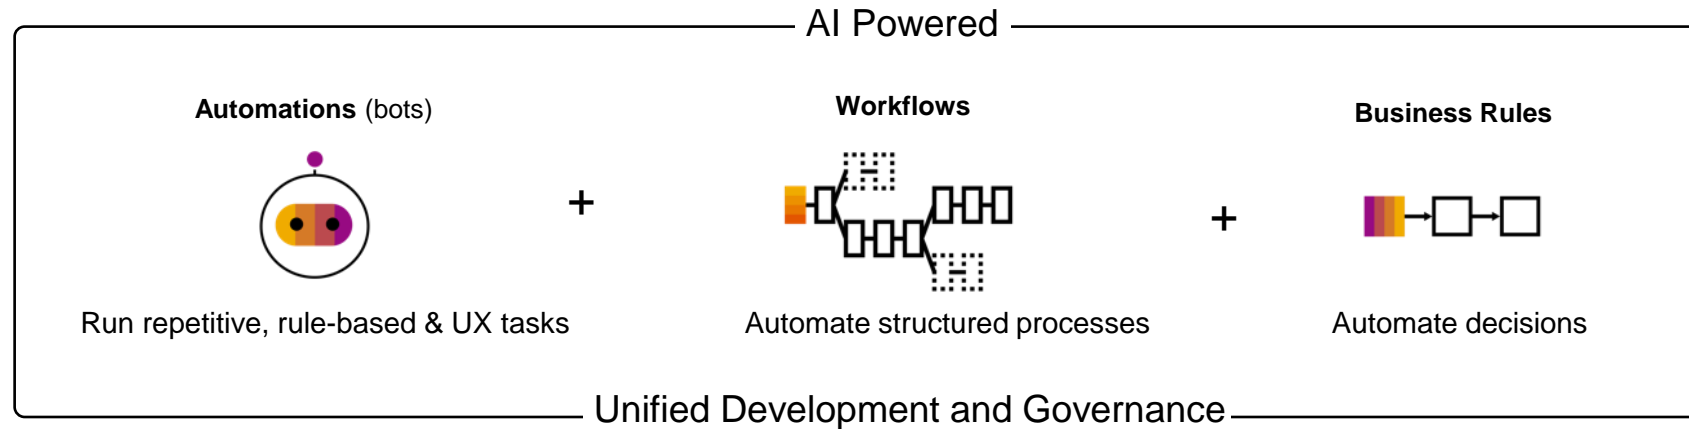 AI Powered
Automations (bots)
+
Workflows
+
Business Rules
Run repetitive, rule-based & UX tasks
Automate structured processes
Automate decisions
Unified Development and Governance